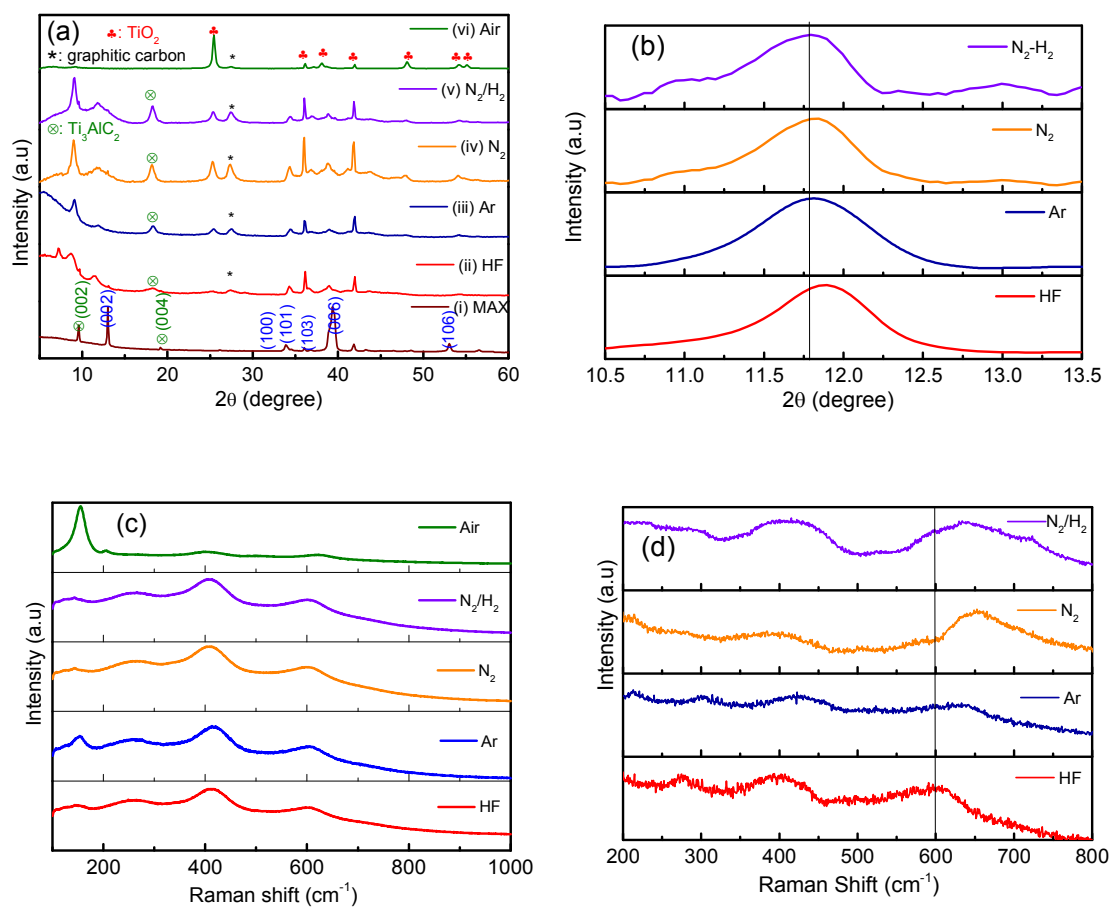 (a)
♣: TiO₂
*: graphitic carbon
(vi) Air
*
(v) N₂/H₂
⊗
⊗: Ti₃AlC₂
*
(iv) N₂
⊗
*
(iii) Ar
⊗
*
(ii) HF
⊗
*
(i) MAX
⊗(002)
(002)
⊗(004)
(100)
(101)
(103)
(006)
(106)
Intensity (a.u)
5 10 20 30 40 50 60
2θ (degree)
(b)
N₂-H₂
N₂
Ar
HF
Intensity (a.u)
10.5 11.0 11.5 12.0 12.5 13.0 13.5
2θ (degree)
(c)
Air
N₂/H₂
N₂
Ar
HF
Intensity (a.u)
200 400 600 800 1000
Raman shift (cm⁻¹)
(d)
N₂/H₂
N₂
Ar
HF
Intensity (a.u)
200 300 400 500 600 700 800
Raman Shift (cm⁻¹)